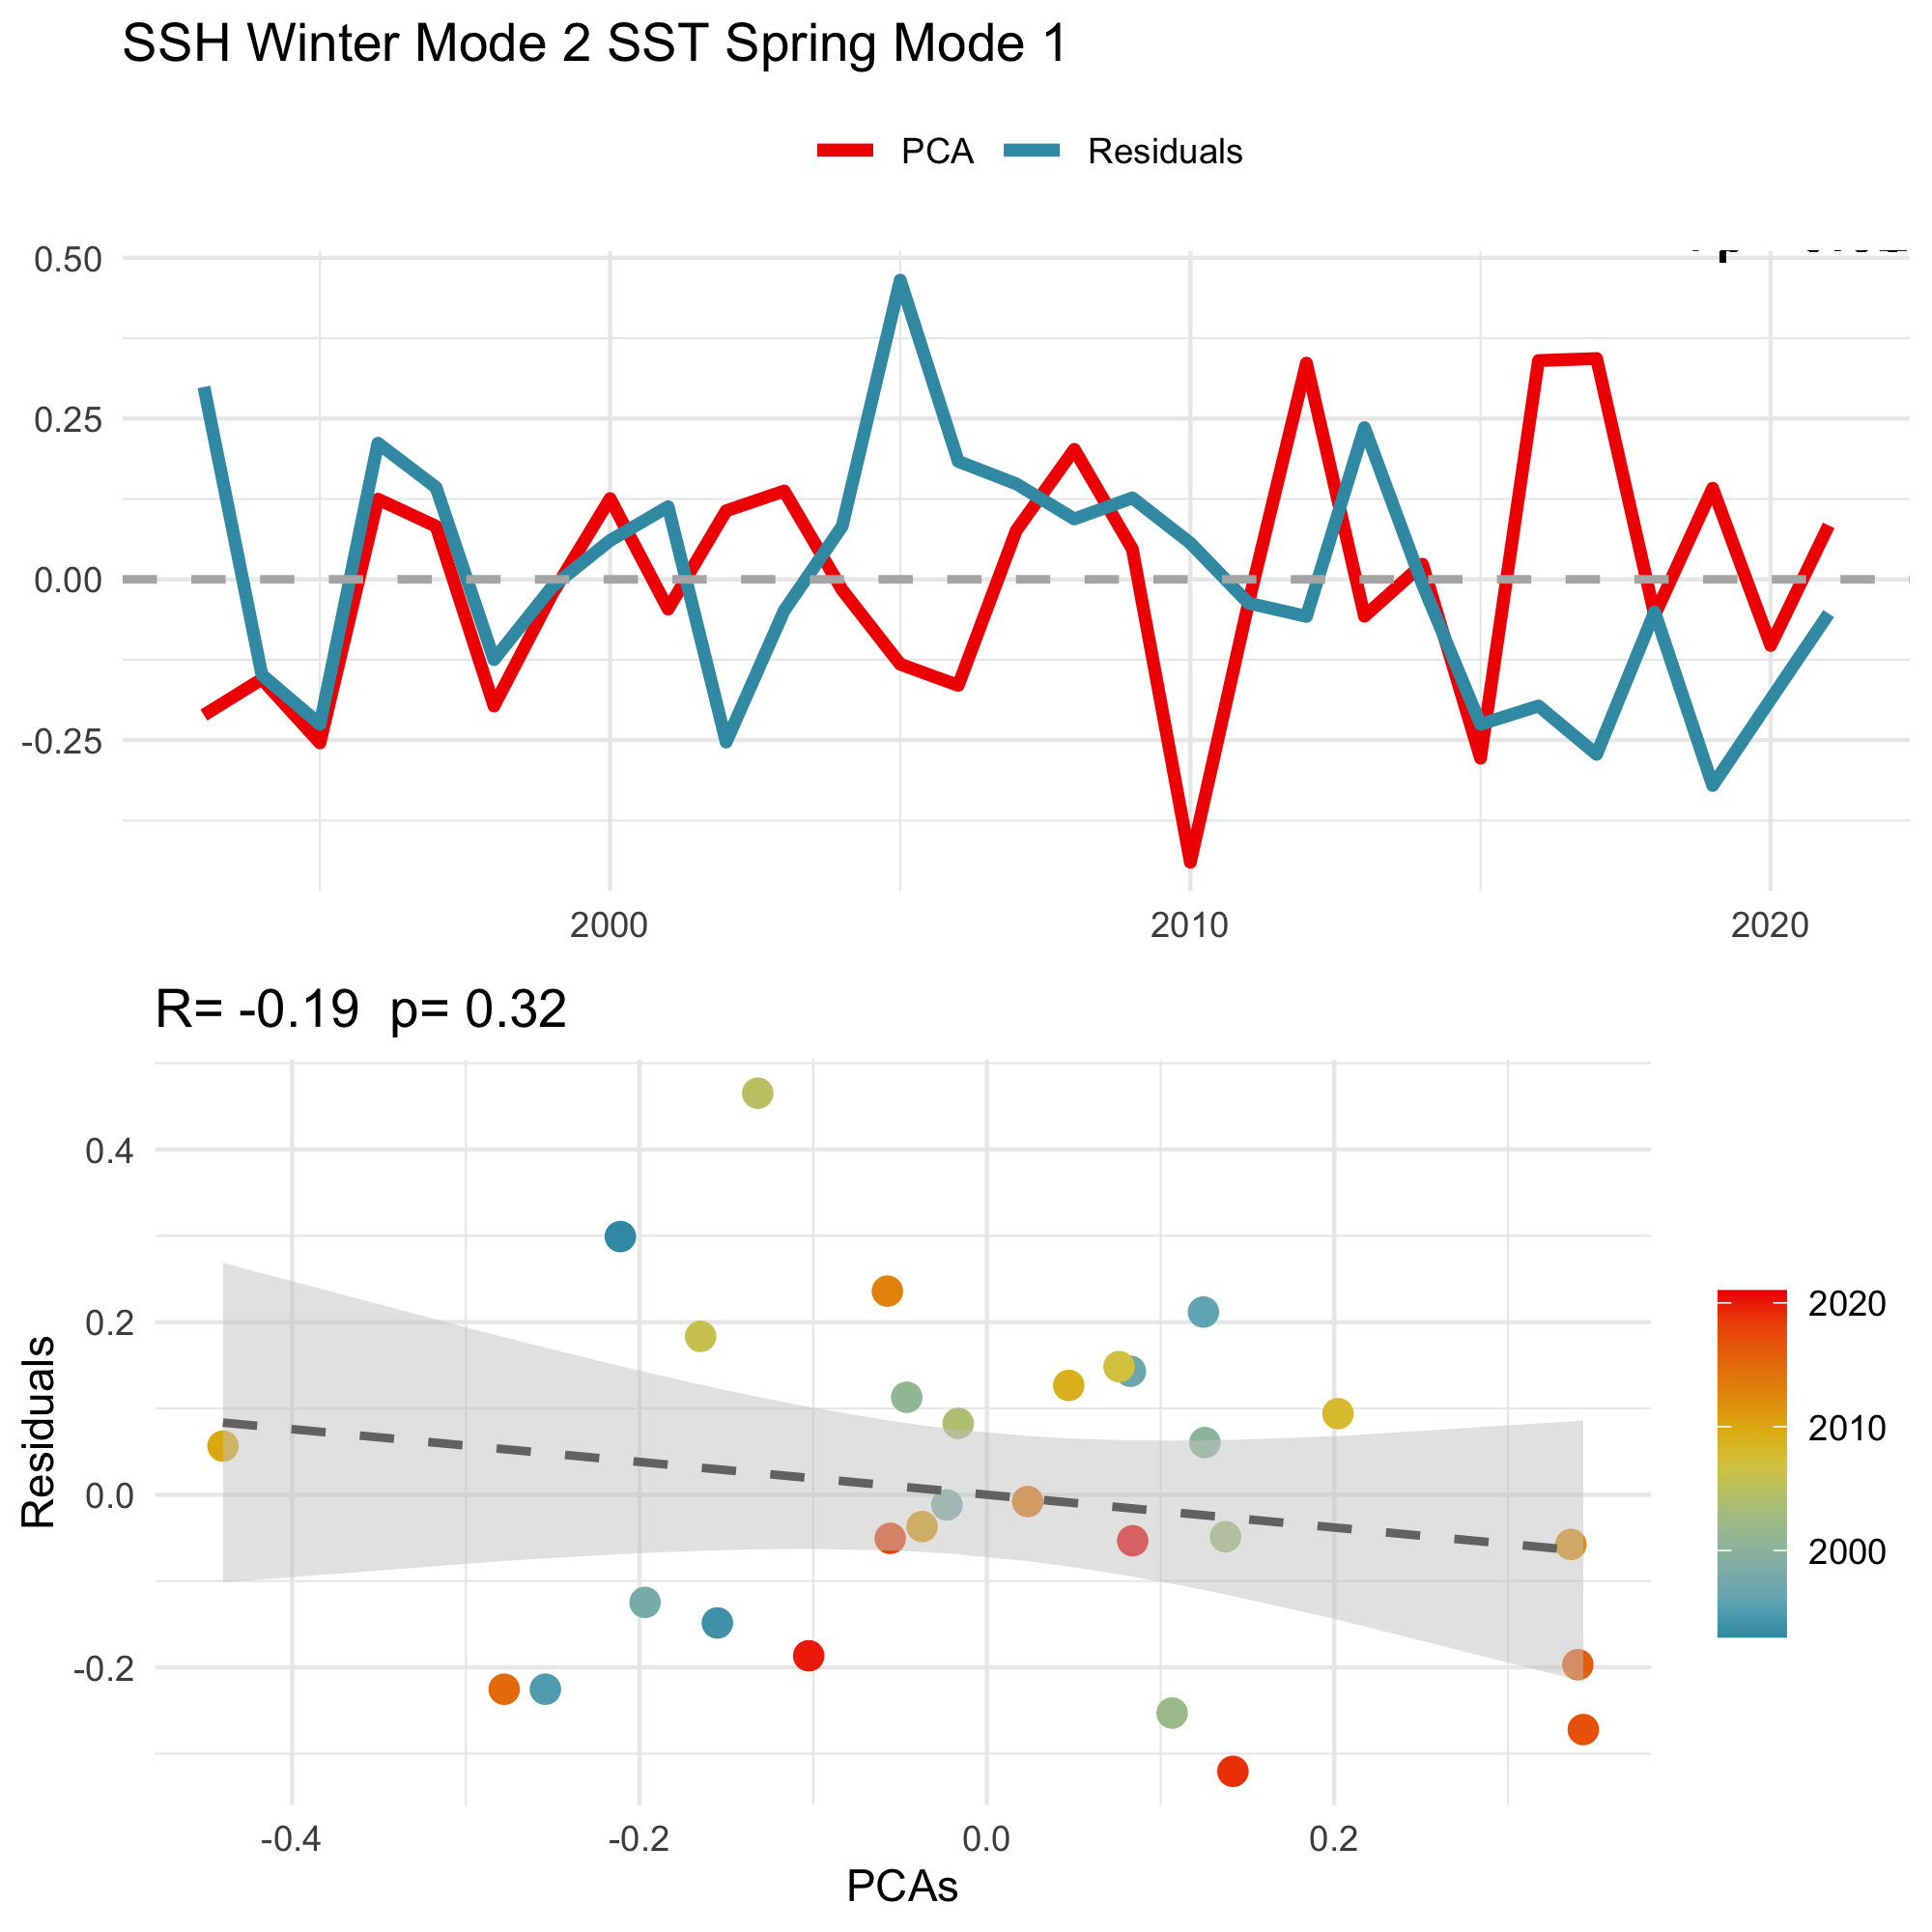 SSH Winter Mode 2 SST Spring Mode 1
PCA Residuals
0.50
0.25
0.00
-0.25
2000 2010 2020
R= -0.19 p= 0.32
Residuals
0.4
0.2
0.0
-0.2
-0.4 -0.2 0.0 0.2
PCAs
2020
2010
2000